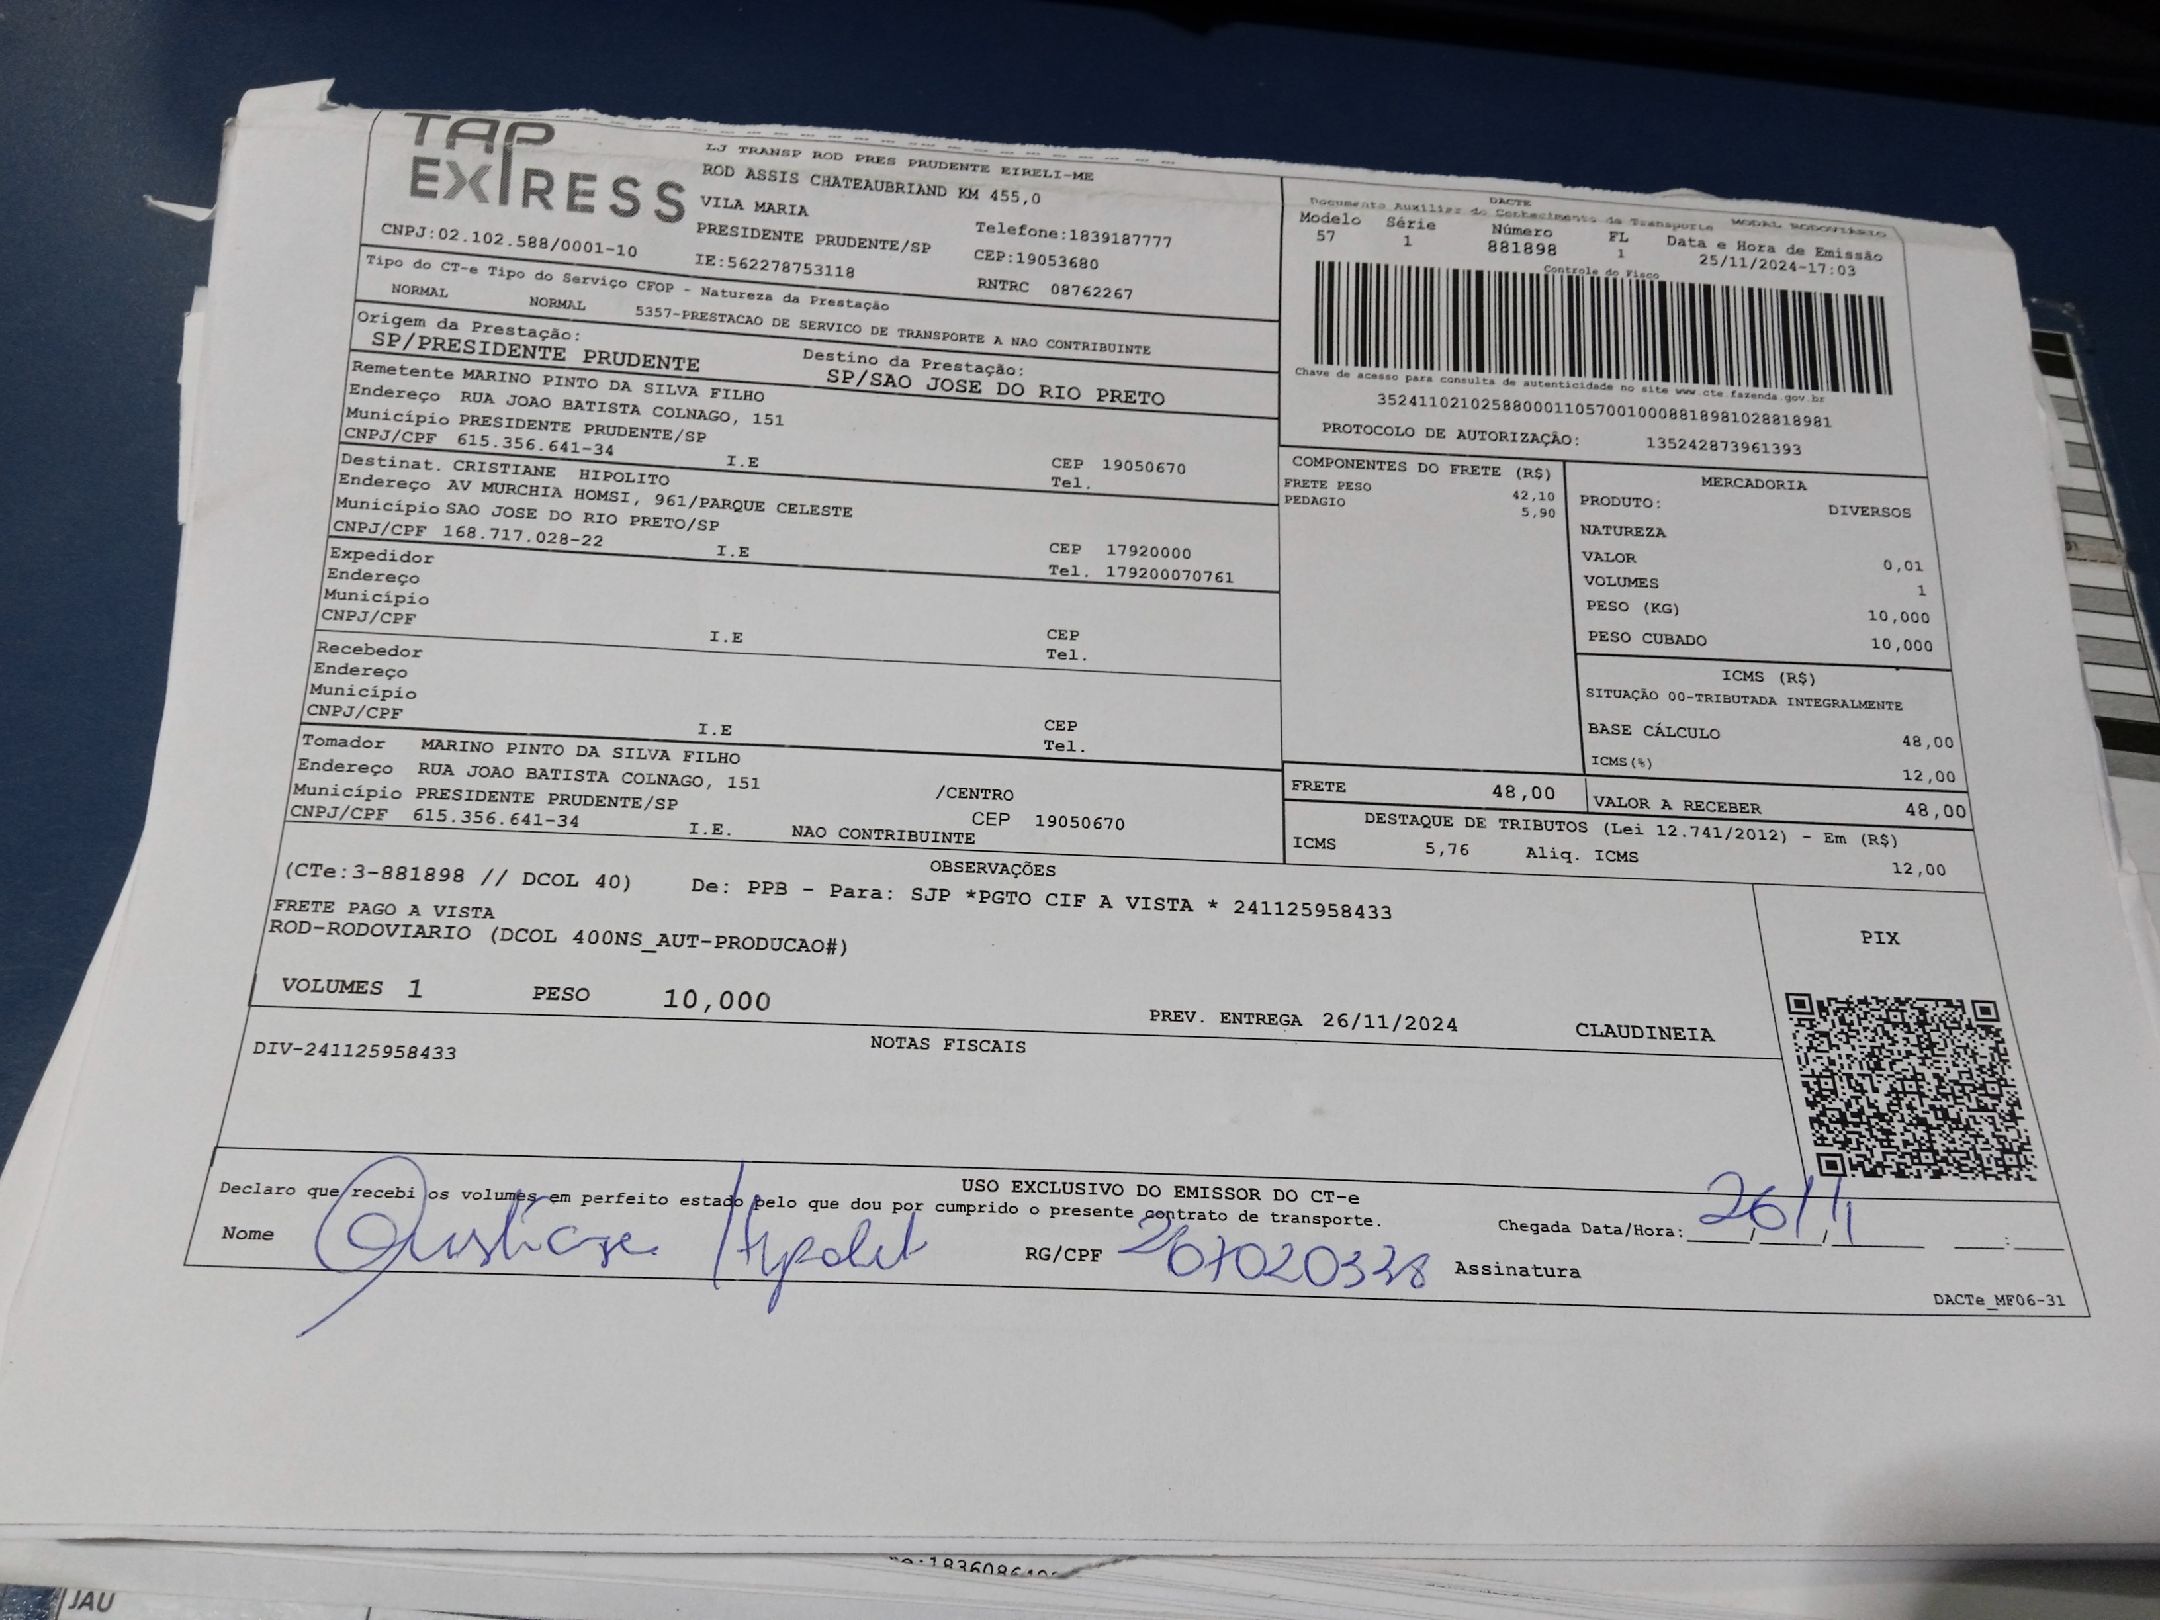 TAP
EXPRESS
CNPJ:02.102.588/0001-10
LJ TRANSP ROD PRES PRUDENTE EIRELI-ME
ROD ASSIS CHATEAUBRIAND KM 455,0
VILA MARIA
PRESIDENTE PRUDENTE/SP Telefone:1839187777
IE:562278753118 CEP:19053680
RNTRC 08762267
DACTE
Documento Auxiliar do Conhecimento de Transporte MODAL RODOVIÁRIO
Modelo Série Número FL Data e Hora de Emissão
57 1 881898 1 25/11/2024-17:03
Controle do Fisco
Chave de acesso para consulta de autenticidade no site www.cte.fazenda.gov.br
35241102102588000110570010008818981028818981
PROTOCOLO DE AUTORIZAÇÃO: 135242873961393
Tipo do CT-e Tipo do Serviço CFOP - Natureza da Prestação
NORMAL NORMAL 5357-PRESTACAO DE SERVICO DE TRANSPORTE A NAO CONTRIBUINTE
Origem da Prestação: Destino da Prestação:
SP/PRESIDENTE PRUDENTE SP/SAO JOSE DO RIO PRETO
Remetente MARINO PINTO DA SILVA FILHO
Endereço RUA JOAO BATISTA COLNAGO, 151
Município PRESIDENTE PRUDENTE/SP CEP 19050670
CNPJ/CPF 615.356.641-34 I.E Tel.
Destinat. CRISTIANE HIPOLITO
Endereço AV MURCHIA HOMSI, 961/PARQUE CELESTE
Município SAO JOSE DO RIO PRETO/SP CEP 17920000
CNPJ/CPF 168.717.028-22 I.E Tel. 179200070761
Expedidor
Endereço
Município CEP
CNPJ/CPF I.E Tel.
Recebedor
Endereço
Município CEP
CNPJ/CPF I.E Tel.
Tomador MARINO PINTO DA SILVA FILHO
Endereço RUA JOAO BATISTA COLNAGO, 151 /CENTRO
Município PRESIDENTE PRUDENTE/SP CEP 19050670
CNPJ/CPF 615.356.641-34 I.E. NAO CONTRIBUINTE
COMPONENTES DO FRETE (R$)
FRETE PESO 42,10
PEDAGIO 5,90
MERCADORIA
PRODUTO: DIVERSOS
NATUREZA
VALOR 0,01
VOLUMES 1
PESO (KG) 10,000
PESO CUBADO 10,000
ICMS (R$)
SITUAÇÃO 00-TRIBUTADA INTEGRALMENTE
BASE CÁLCULO 48,00
ICMS(%) 12,00
FRETE 48,00 VALOR A RECEBER 48,00
DESTAQUE DE TRIBUTOS (Lei 12.741/2012) - Em (R$)
ICMS 5,76 Aliq. ICMS 12,00
OBSERVAÇÕES
(CTe:3-881898 // DCOL 40) De: PPB - Para: SJP *PGTO CIF A VISTA * 241125958433
FRETE PAGO A VISTA
ROD-RODOVIARIO (DCOL 400NS_AUT-PRODUCAO#)
PIX
VOLUMES 1 PESO 10,000 PREV. ENTREGA 26/11/2024 CLAUDINEIA
NOTAS FISCAIS
DIV-241125958433
USO EXCLUSIVO DO EMISSOR DO CT-e
Declaro que recebi os volumes em perfeito estado pelo que dou por cumprido o presente contrato de transporte.
Chegada Data/Hora: 26/11
Nome Cristiane Hipolit RG/CPF Assinatura
DACTe_MF06-31
JAU